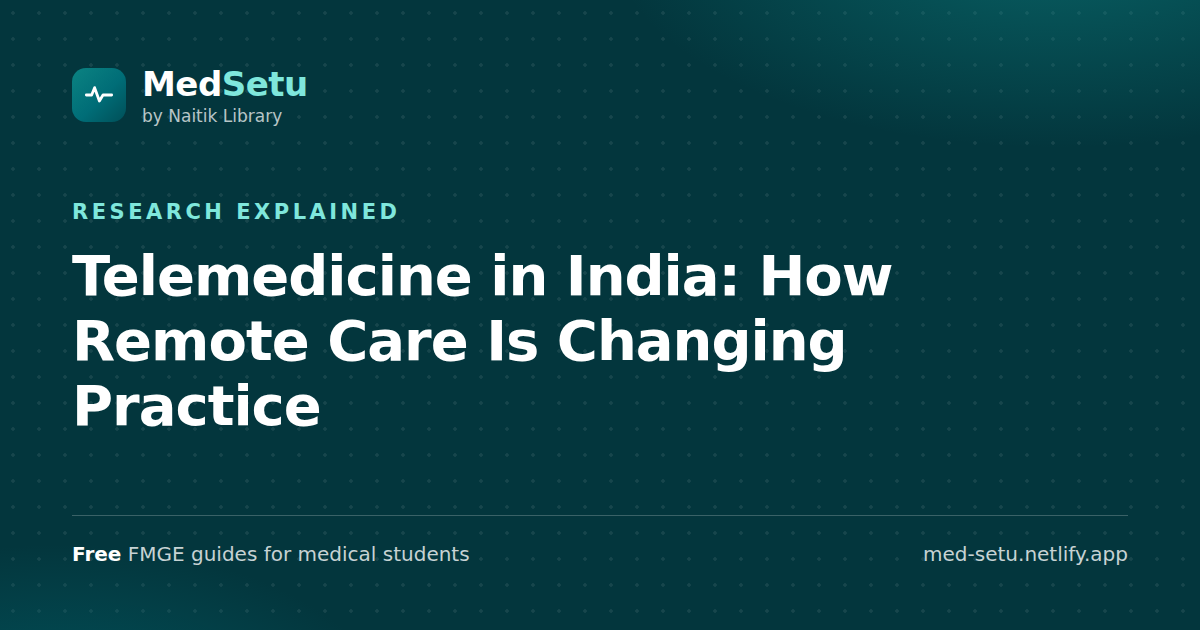 MedSetu
by Naitik Library
RESEARCH EXPLAINED
Telemedicine in India: How
Remote Care Is Changing
Practice
Free FMGE guides for medical students
med-setu.netlify.app